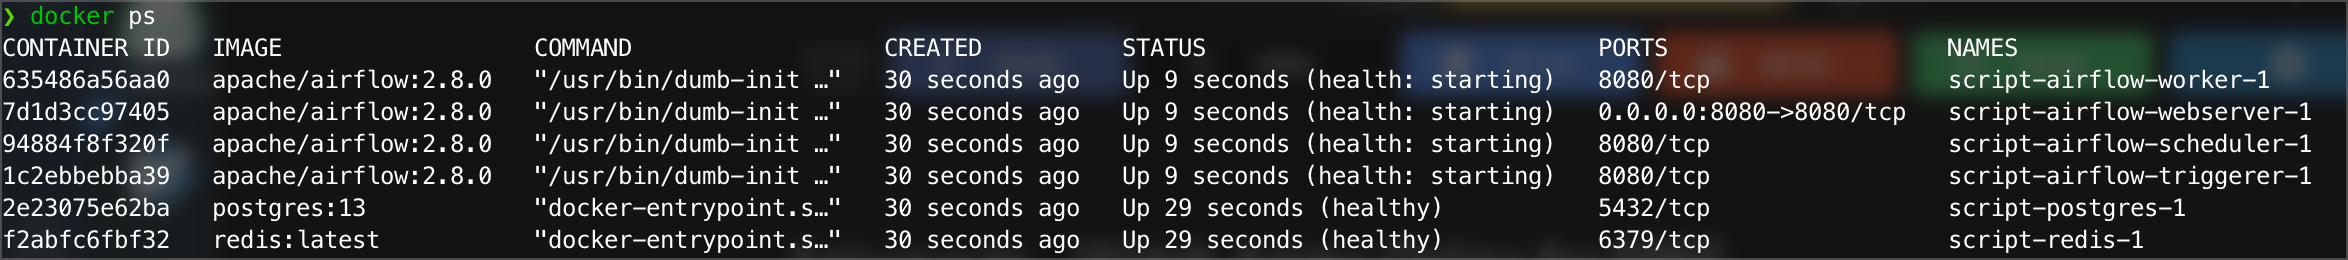 ❯ docker ps
CONTAINER ID   IMAGE                  COMMAND                  CREATED          STATUS                             PORTS                    NAMES
635486a56aa0   apache/airflow:2.8.0   "/usr/bin/dumb-init …"   30 seconds ago   Up 9 seconds (health: starting)   8080/tcp                 script-airflow-worker-1
7d1d3cc97405   apache/airflow:2.8.0   "/usr/bin/dumb-init …"   30 seconds ago   Up 9 seconds (health: starting)   0.0.0.0:8080->8080/tcp   script-airflow-webserver-1
94884f8f320f   apache/airflow:2.8.0   "/usr/bin/dumb-init …"   30 seconds ago   Up 9 seconds (health: starting)   8080/tcp                 script-airflow-scheduler-1
1c2ebbebba39   apache/airflow:2.8.0   "/usr/bin/dumb-init …"   30 seconds ago   Up 9 seconds (health: starting)   8080/tcp                 script-airflow-triggerer-1
2e23075e62ba   postgres:13            "docker-entrypoint.s…"   30 seconds ago   Up 29 seconds (healthy)           5432/tcp                 script-postgres-1
f2abfc6fbf32   redis:latest           "docker-entrypoint.s…"   30 seconds ago   Up 29 seconds (healthy)           6379/tcp                 script-redis-1